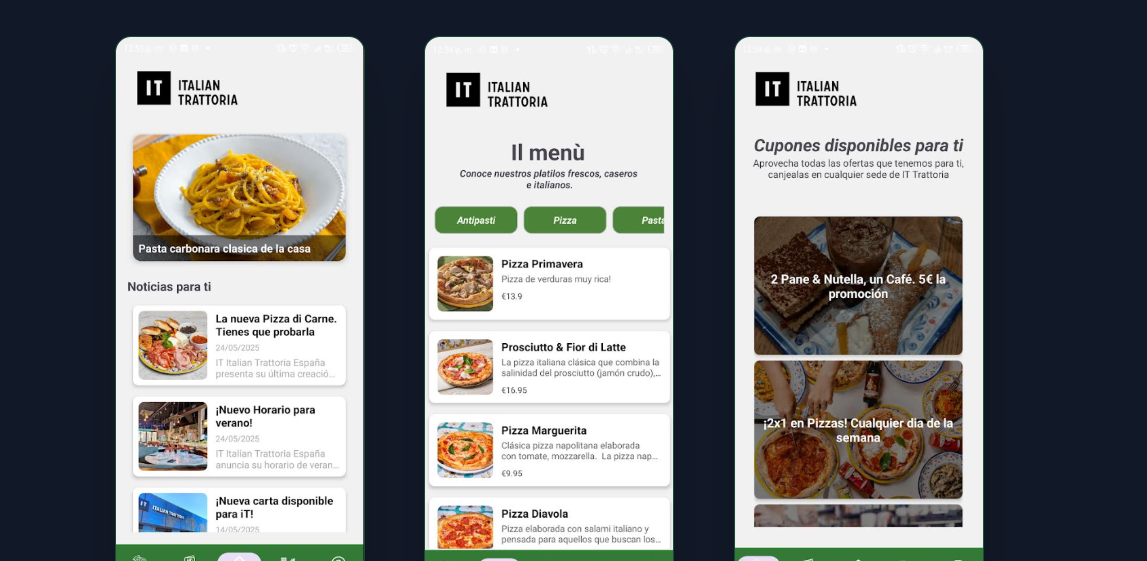 IT ITALIAN
TRATTORIA
Pasta carbonara clasica de la casa
Noticias para ti
La nueva Pizza di Carne.
Tienes que probarla
24/05/2025
IT Italian Trattoria España
presenta su última creació...
¡Nuevo Horario para
verano!
24/05/2025
IT Italian Trattoria España
anuncia su horario de veran...
IT ITALIAN TRATTORIA
¡Nueva carta disponible
para iT!
14/05/2025
IT ITALIAN
TRATTORIA
Il menù
Conoce nuestros platilos frescos, caseros
e italianos.
Antipasti
Pizza
Pasta
Pizza Primavera
Pizza de verduras muy rica!
€13.9
Prosciutto & Fior di Latte
La pizza italiana clásica que combina la
salinidad del prosciutto (jamón crudo),...
€16.95
Pizza Marguerita
Clásica pizza napolitana elaborada
con tomate, mozzarella. La pizza nap...
€9.95
Pizza Diavola
Pizza elaborada con salami italiano y
pensada para aquellos que buscan los...
IT ITALIAN
TRATTORIA
Cupones disponibles para ti
Aprovecha todas las ofertas que tenemos para ti,
canjealas en cualquier sede de IT Trattoria
2 Pane & Nutella, un Café. 5€ la
promoción
¡2x1 en Pizzas! Cualquier dia de la
semana